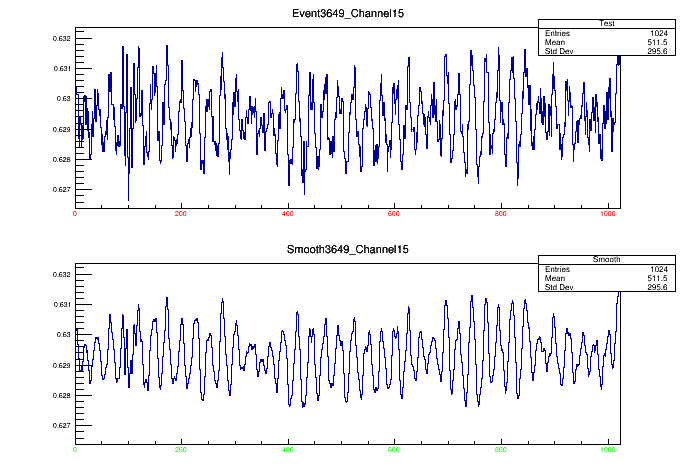 Event3649_Channel15
Test
Entries 1024
Mean 511.5
Std Dev 295.6
0.632
0.631
0.63
0.629
0.628
0.627
0 200 400 600 800 1000
Smooth3649_Channel15
Smooth
Entries 1024
Mean 511.5
Std Dev 295.6
0.632
0.631
0.63
0.629
0.628
0.627
0 200 400 600 800 1000